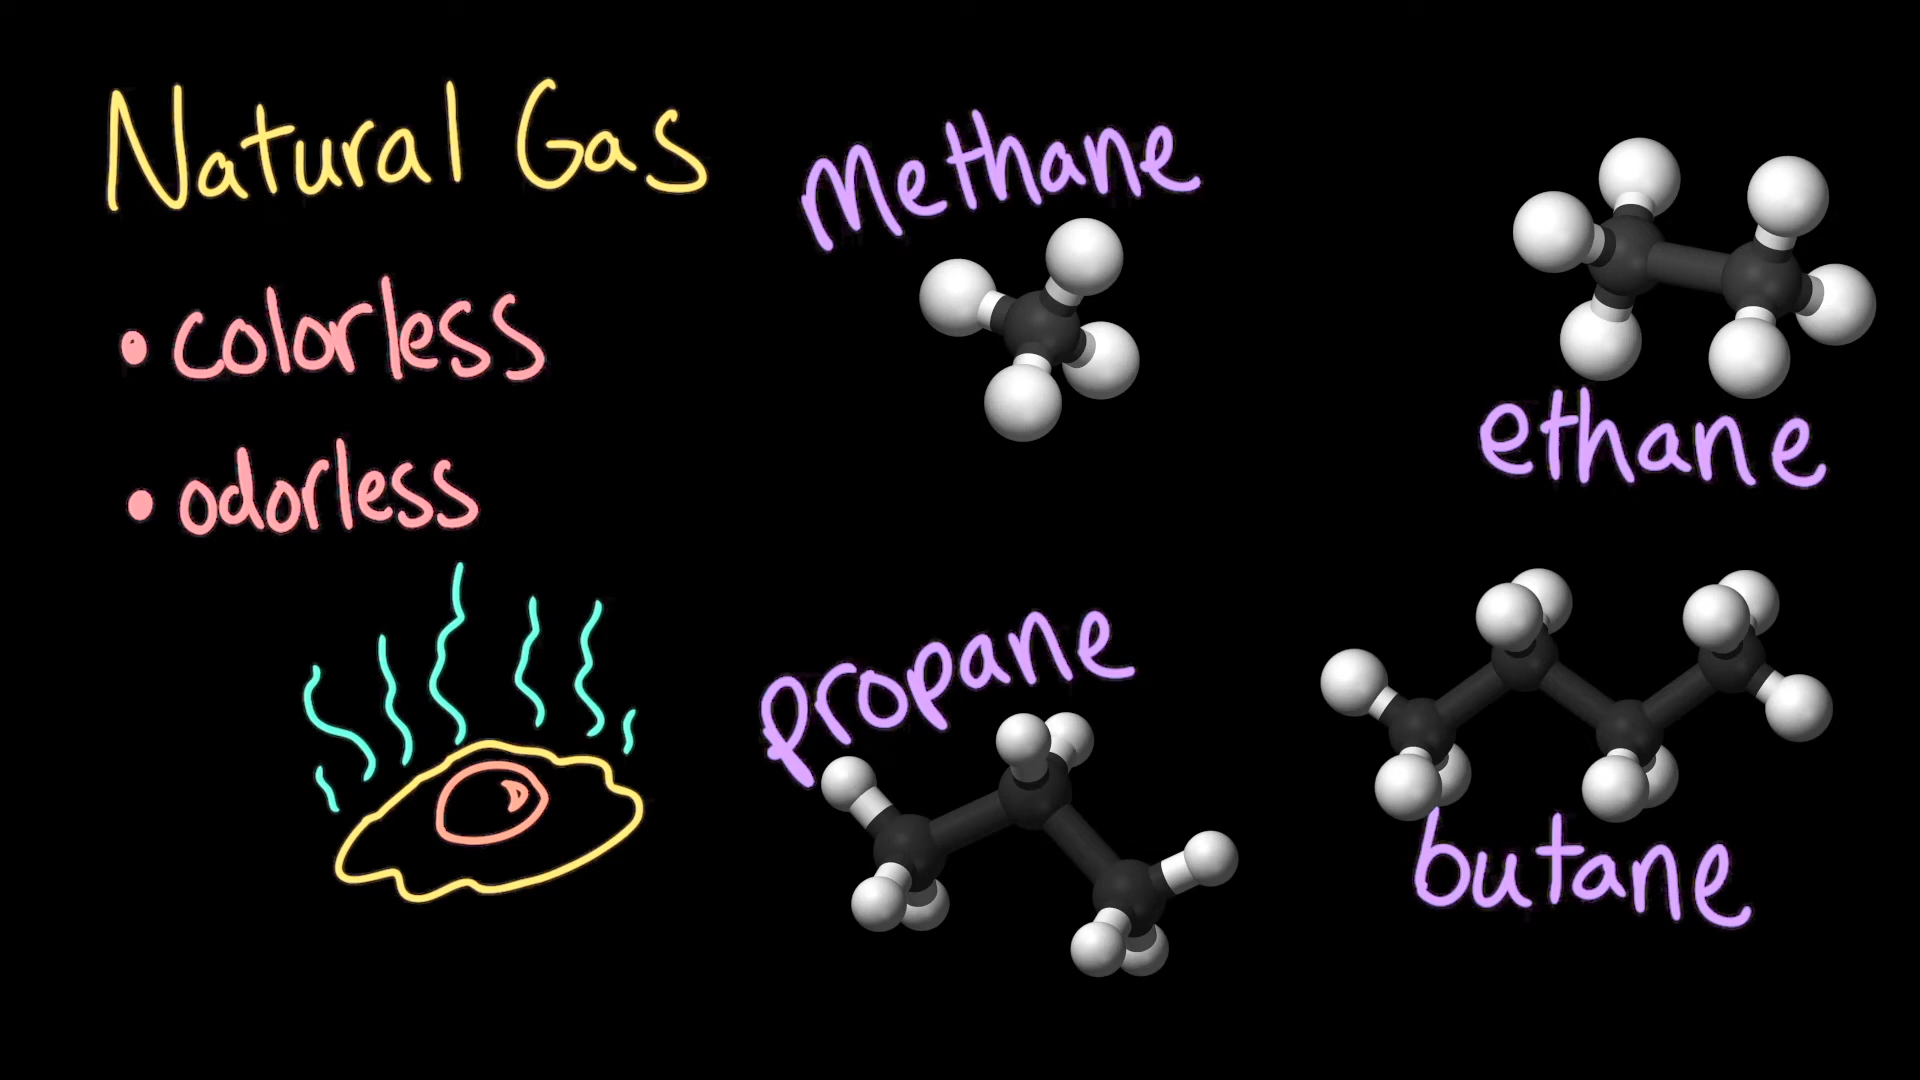 Natural Gas
• colorless
• odorless
Methane
ethane
propane
butane